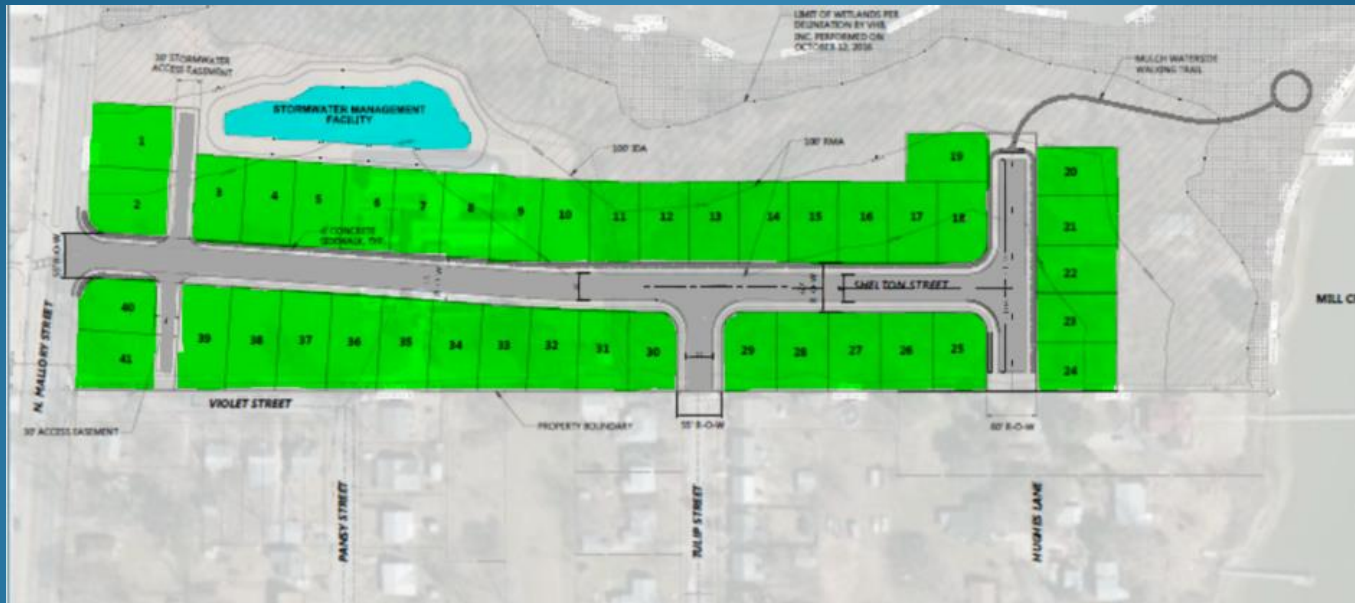 LIMIT OF WETLANDS PER
DELINEATION BY VHB,
INC. PERFORMED ON
OCTOBER 12, 2016
MULCH WATERSIDE
WALKING TRAIL
30' STORMWATER
ACCESS EASEMENT
STORMWATER MANAGEMENT
FACILITY
100' IDA
100' RMA
1
2
3
4
5
6
7
8
9
10
11
12
13
14
15
16
17
18
19
20
21
22
23
24
CONCRETE
SIDEWALK, TYP.
SHELTON STREET
MILL C
N. MALLORY STREET
40
41
39
38
37
36
35
34
33
32
31
30
29
28
27
26
25
VIOLET STREET
30' ACCESS EASEMENT
PROPERTY BOUNDARY
55' R-O-W
60' R-O-W
PANSY STREET
TULIP STREET
HUGHES LANE